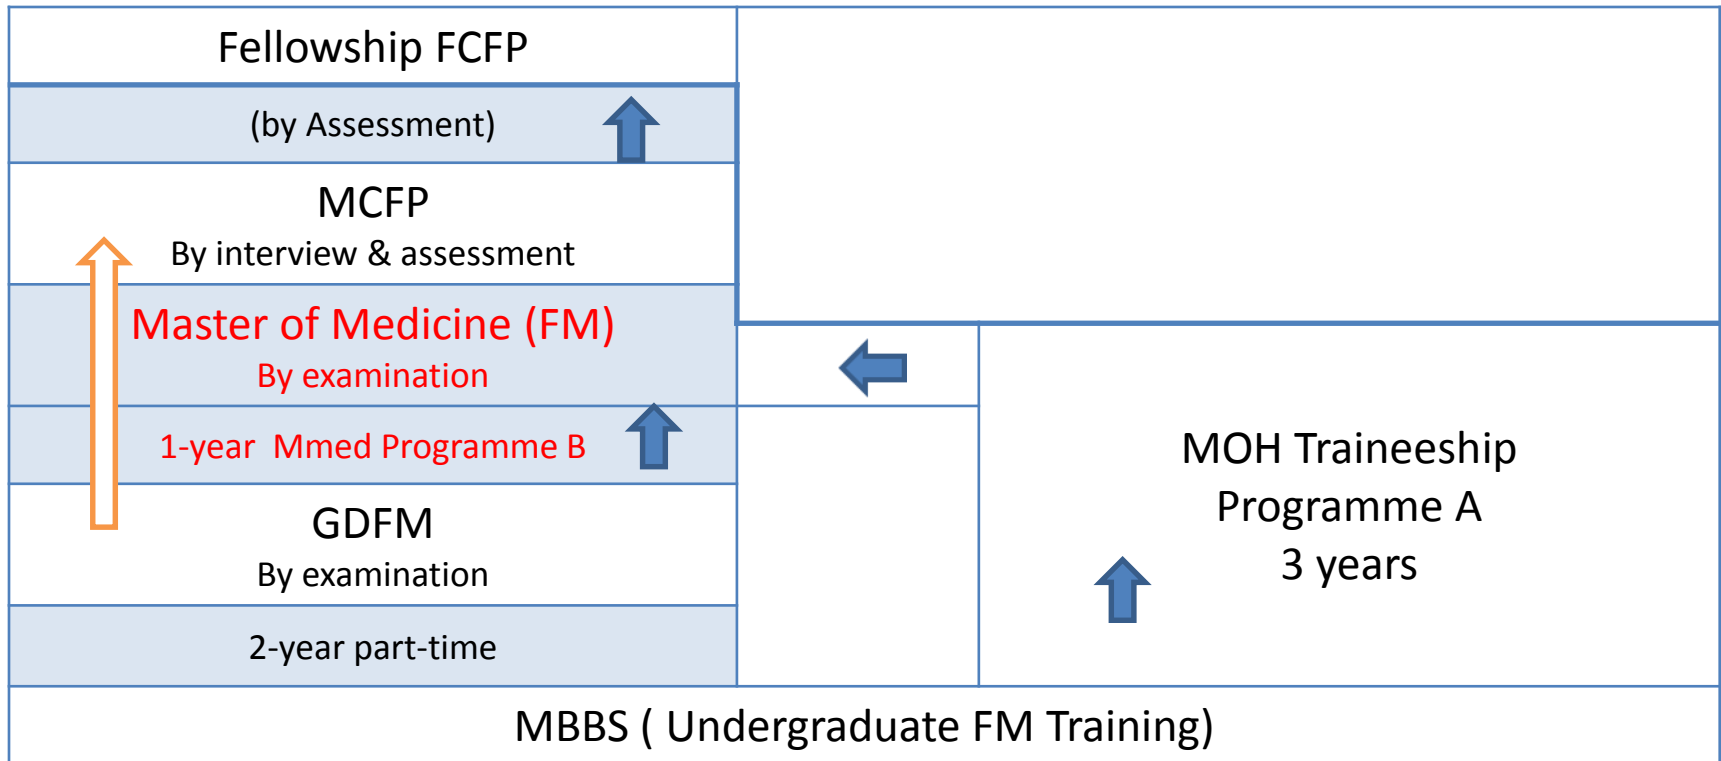 Fellowship FCFP
(by Assessment)
MCFP
By interview & assessment
Master of Medicine (FM)
By examination
1-year  Mmed Programme B
GDFM
By examination
2-year part-time
MOH Traineeship
Programme A
3 years
MBBS ( Undergraduate FM Training)